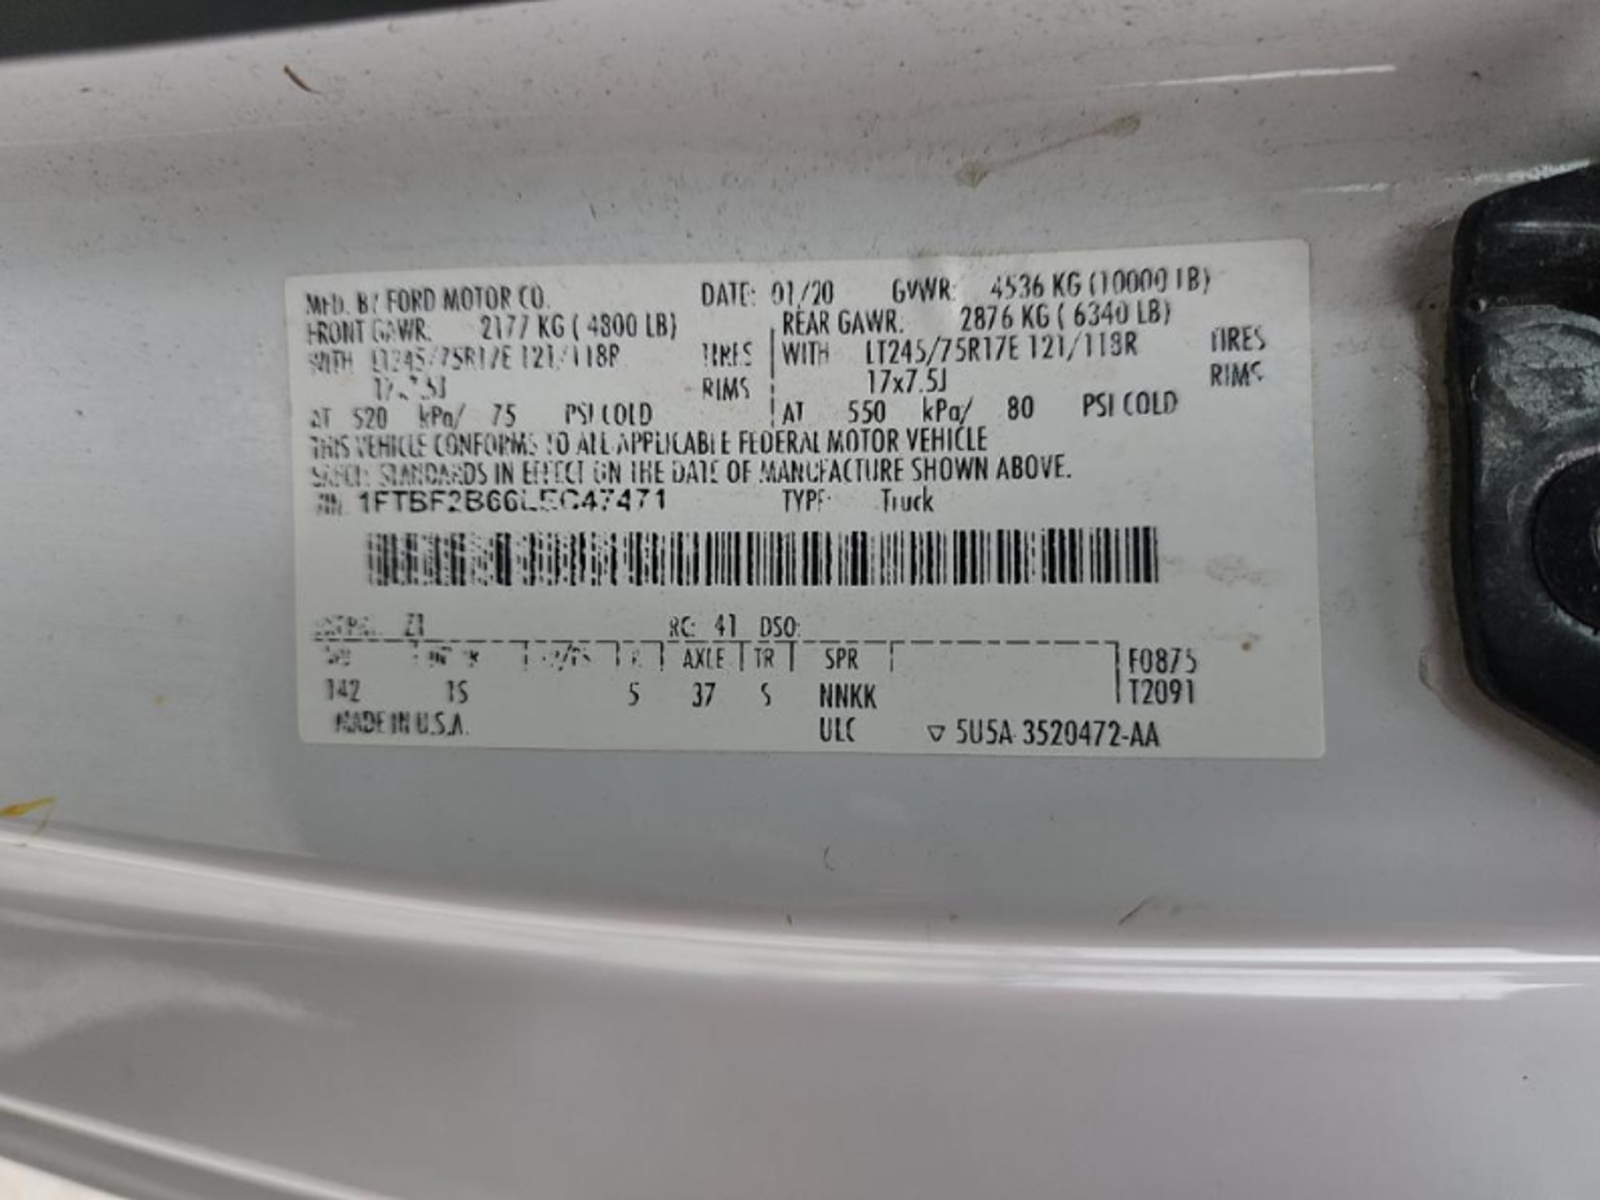 MFD. BY FORD MOTOR CO. DATE: 01/20 GVWR: 4536 KG (10000 LB)
FRONT GAWR: 2177 KG ( 4800 LB) REAR GAWR: 2876 KG ( 6340 LB)
WITH LT245/75R17E 121/118R TIRES WITH LT245/75R17E 121/118R TIRES
17x7.5J RIMS 17x7.5J RIMS
AT 520 kPa/ 75 PSI COLD AT 550 kPa/ 80 PSI COLD
THIS VEHICLE CONFORMS TO ALL APPLICABLE FEDERAL MOTOR VEHICLE
SAFETY STANDARDS IN EFFECT ON THE DATE OF MANUFACTURE SHOWN ABOVE.
VIN: 1FTBF2B66LEC47471 TYPE: Truck
Z1 RC: 41 DSO:
AXLE TR SPR F0875
142 15 5 37 S NNKK T2091
MADE IN U.S.A. ULC ▽ 5U5A-3520472-AA